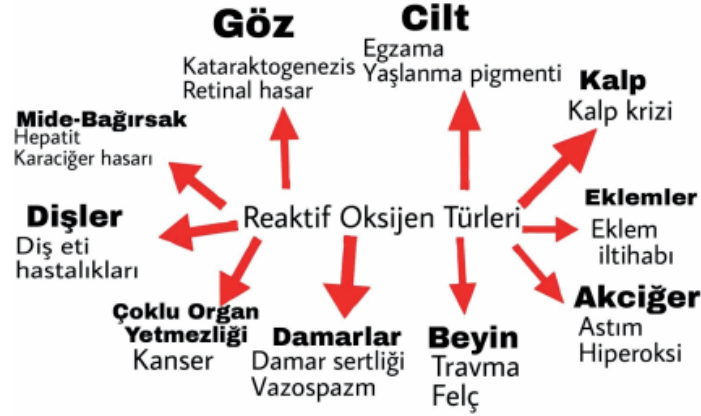 Göz
Kataraktogenezis
Retinal hasar
Cilt
Egzama
Yaşlanma pigmenti
Kalp
Kalp krizi
Mide-Bağırsak
Hepatit
Karaciğer hasarı
Reaktif Oksijen Türleri
Eklemler
Eklem
iltihabı
Dişler
Diş eti
hastalıkları
Çoklu Organ
Yetmezliği
Kanser
Damarlar
Damar sertliği
Vazospazm
Beyin
Travma
Felç
Akciğer
Astım
Hiperoksi